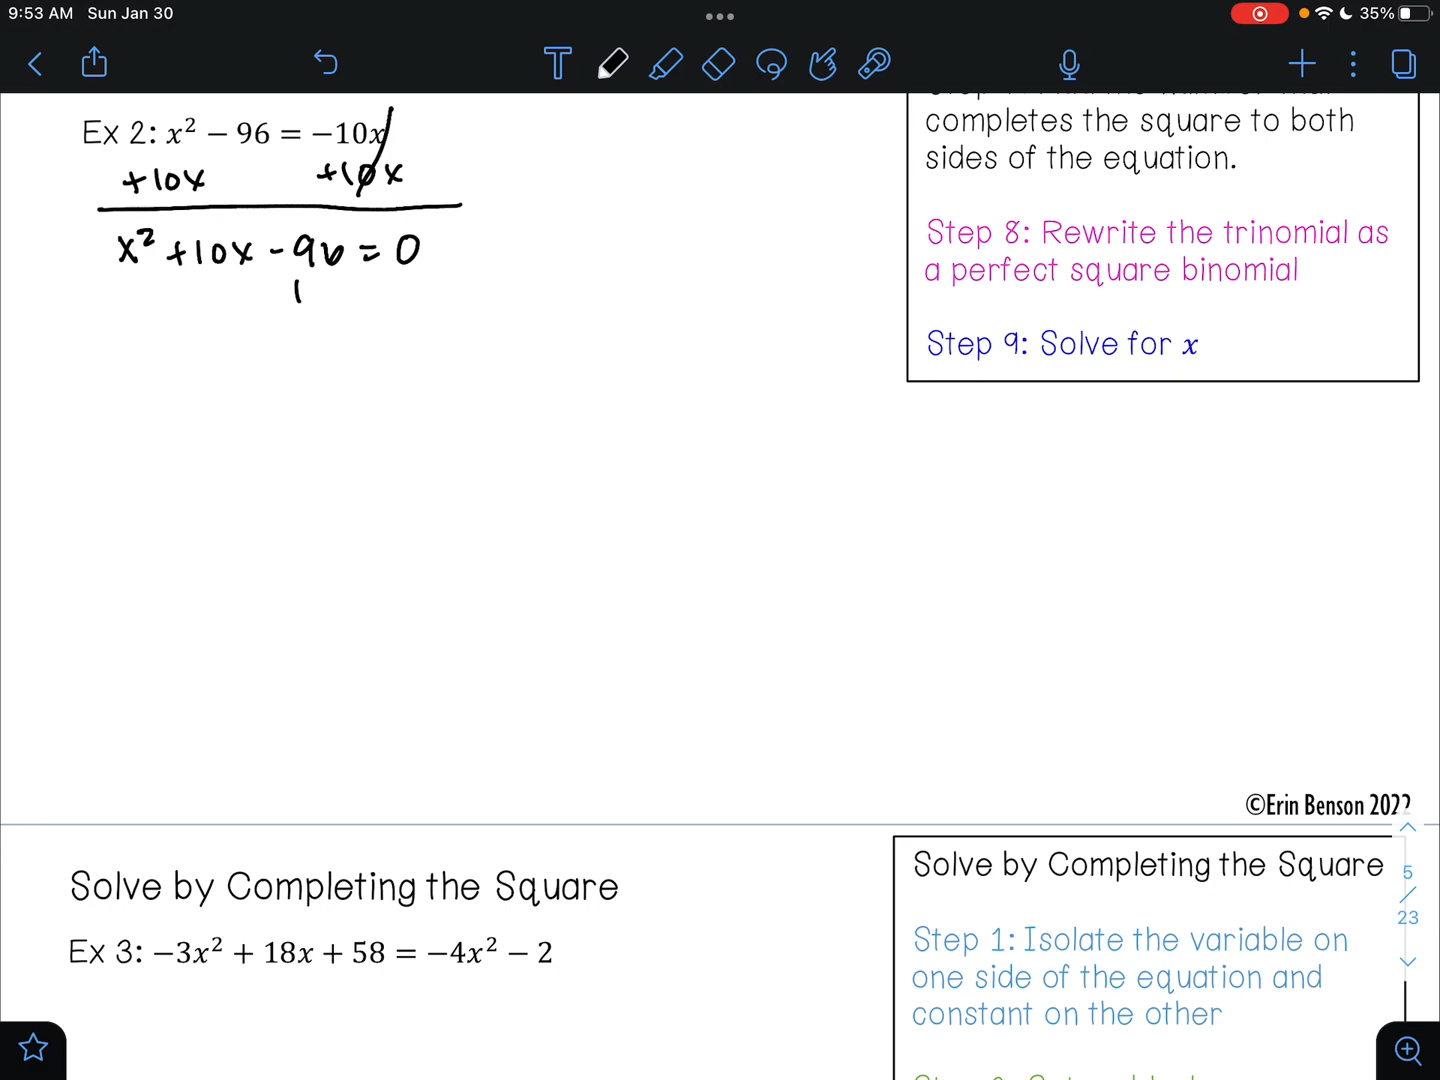 9:53 AM Sun Jan 30
35%
Ex 2: x² − 96 = −10x
+10x +10x
x² +10x − 96 = 0
completes the square to both
sides of the equation.
Step 8: Rewrite the trinomial as
a perfect square binomial
Step 9: Solve for x
©Erin Benson 2022
5
/
23
Solve by Completing the Square
Ex 3: −3x² + 18x + 58 = −4x² − 2
Solve by Completing the Square
Step 1: Isolate the variable on
one side of the equation and
constant on the other